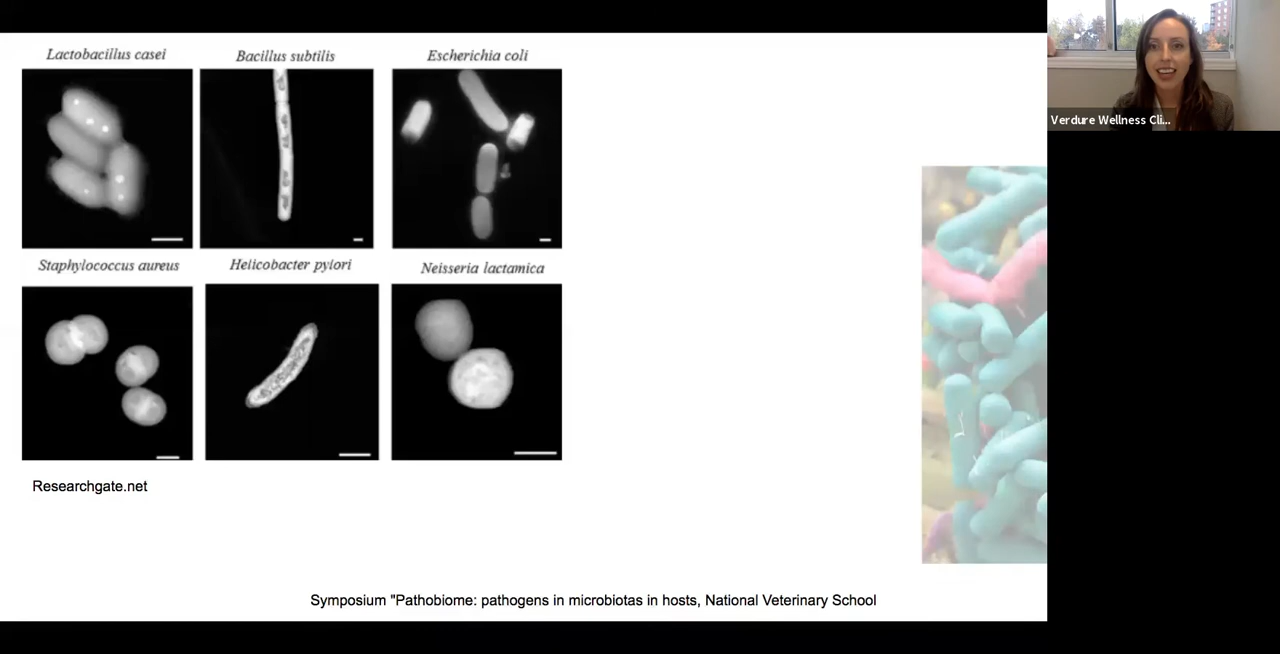 Lactobacillus casei
Bacillus subtilis
Escherichia coli
Verdure Wellness Cli...
Staphylococcus aureus
Helicobacter pylori
Neisseria lactamica
Researchgate.net
Symposium "Pathobiome: pathogens in microbiotas in hosts, National Veterinary School